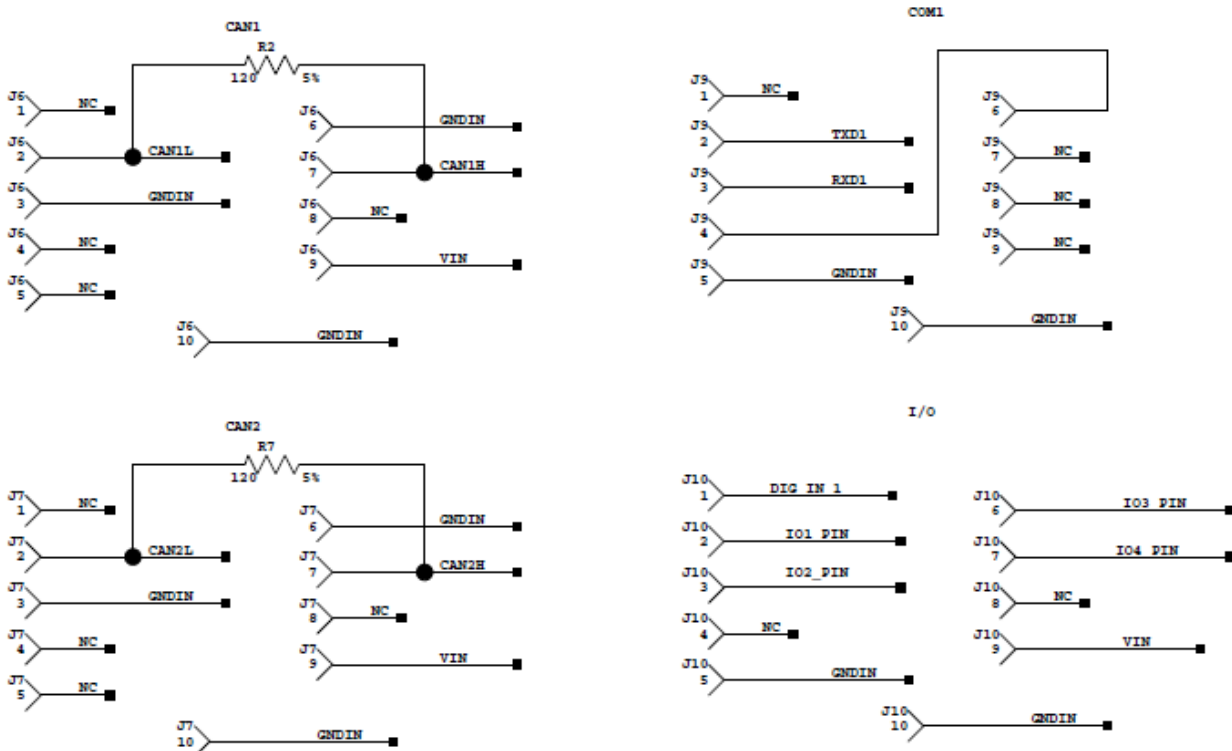 CAN1
R2
120 5%
J6
1 NC
J6
2 CAN1L
J6
3 GNDIN
J6
4 NC
J6
5 NC
J6
6 GNDIN
J6
7 CAN1H
J6
8 NC
J6
9 VIN
J6
10 GNDIN
COM1
J9
1 NC
J9
2 TXD1
J9
3 RXD1
J9
4
J9
5 GNDIN
J9
6
J9
7 NC
J9
8 NC
J9
9 NC
J9
10 GNDIN
CAN2
R7
120 5%
J7
1 NC
J7
2 CAN2L
J7
3 GNDIN
J7
4 NC
J7
5 NC
J7
6 GNDIN
J7
7 CAN2H
J7
8 NC
J7
9 VIN
J7
10 GNDIN
I/O
J10
1 DIG IN 1
J10
2 IO1 PIN
J10
3 IO2_PIN
J10
4 NC
J10
5 GNDIN
J10
6 IO3 PIN
J10
7 IO4 PIN
J10
8 NC
J10
9 VIN
J10
10 GNDIN